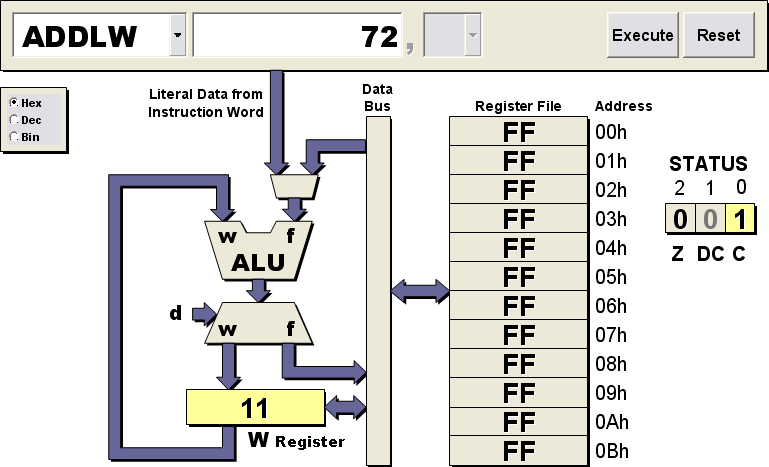 ADDLW 72 , Execute Reset
Hex
Dec
Bin
Literal Data from
Instruction Word
Data
Bus
Register File Address
FF 00h
FF 01h
FF 02h
FF 03h
FF 04h
FF 05h
FF 06h
FF 07h
FF 08h
FF 09h
FF 0Ah
FF 0Bh
STATUS
2 1 0
0 0 1
Z DC C
w f
ALU
d
w f
11
W Register